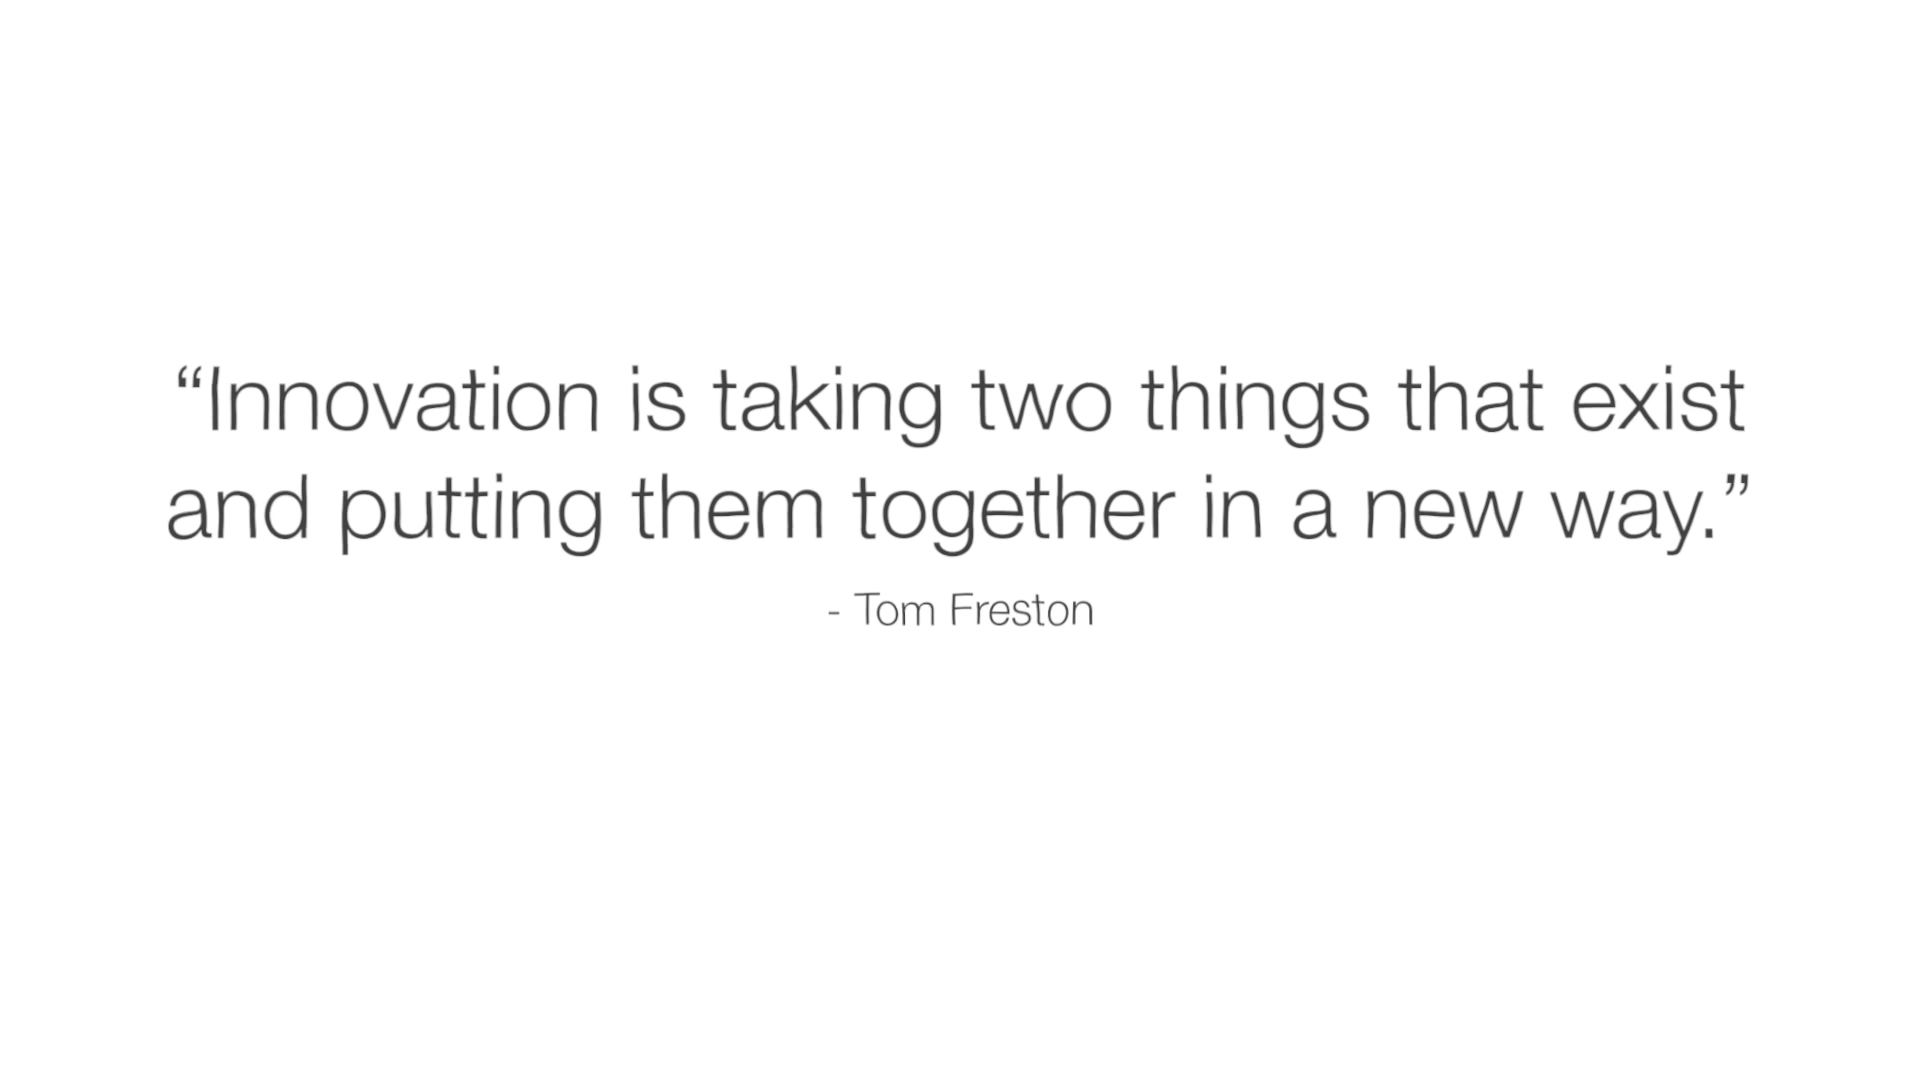 “Innovation is taking two things that exist
and putting them together in a new way.”
- Tom Freston